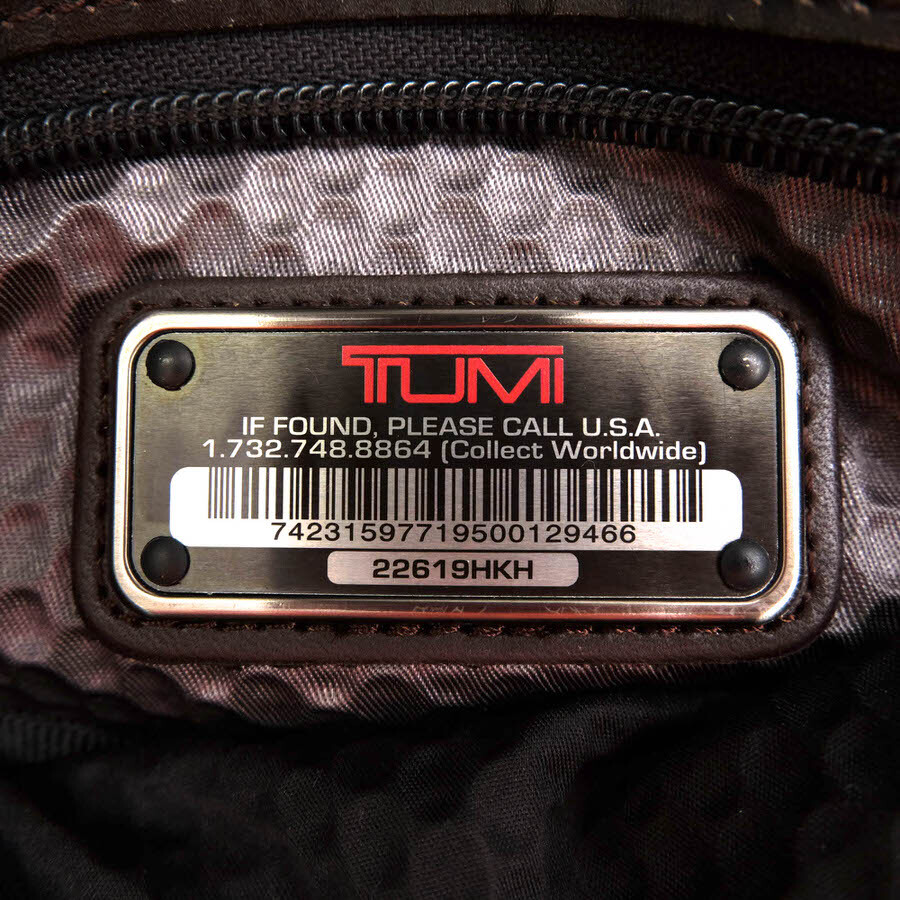 TUMI
IF FOUND, PLEASE CALL U.S.A.
1.732.748.8864 (Collect Worldwide)
74231597719500129466
22619HKH